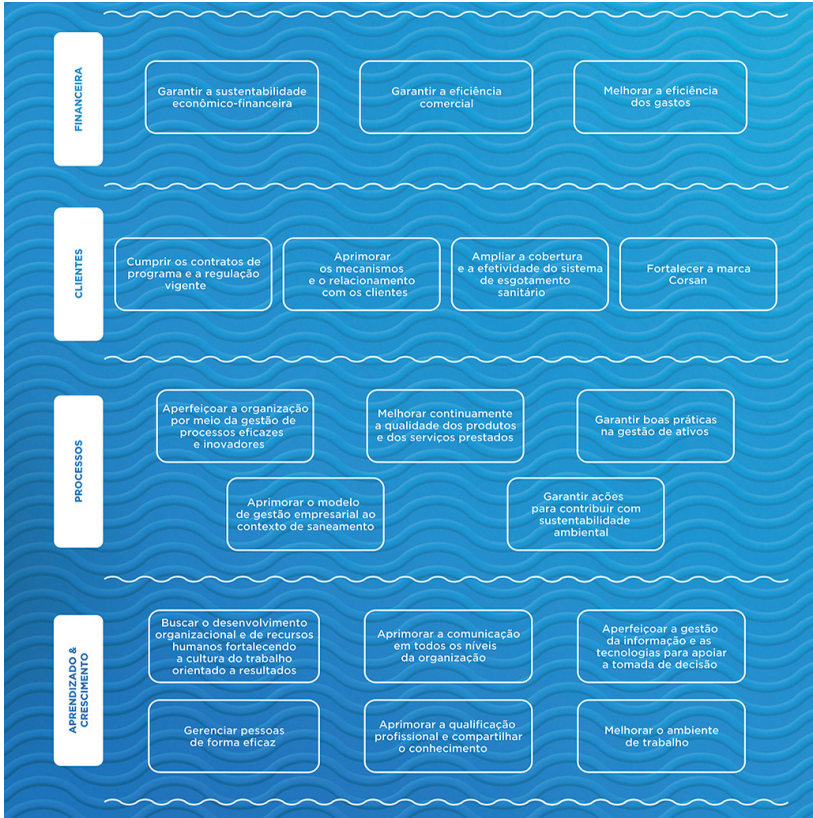 FINANCEIRA
Garantir a sustentabilidade
econômico-financeira
Garantir a eficiência
comercial
Melhorar a eficiência
dos gastos
CLIENTES
Cumprir os contratos de
programa e a regulação
vigente
Aprimorar
os mecanismos
e o relacionamento
com os clientes
Ampliar a cobertura
e a efetividade do sistema
de esgotamento
sanitário
Fortalecer a marca
Corsan
PROCESSOS
Aperfeiçoar a organização
por meio da gestão de
processos eficazes
e inovadores
Melhorar continuamente
a qualidade dos produtos
e dos serviços prestados
Garantir boas práticas
na gestão de ativos
Aprimorar o modelo
de gestão empresarial ao
contexto de saneamento
Garantir ações
para contribuir com
sustentabilidade
ambiental
APRENDIZADO &
CRESCIMENTO
Buscar o desenvolvimento
organizacional e de recursos
humanos fortalecendo
a cultura do trabalho
orientado a resultados
Aprimorar a comunicação
em todos os níveis
da organização
Aperfeiçoar a gestão
da informação e as
tecnologias para apoiar
a tomada de decisão
Gerenciar pessoas
de forma eficaz
Aprimorar a qualificação
profissional e compartilhar
o conhecimento
Melhorar o ambiente
de trabalho